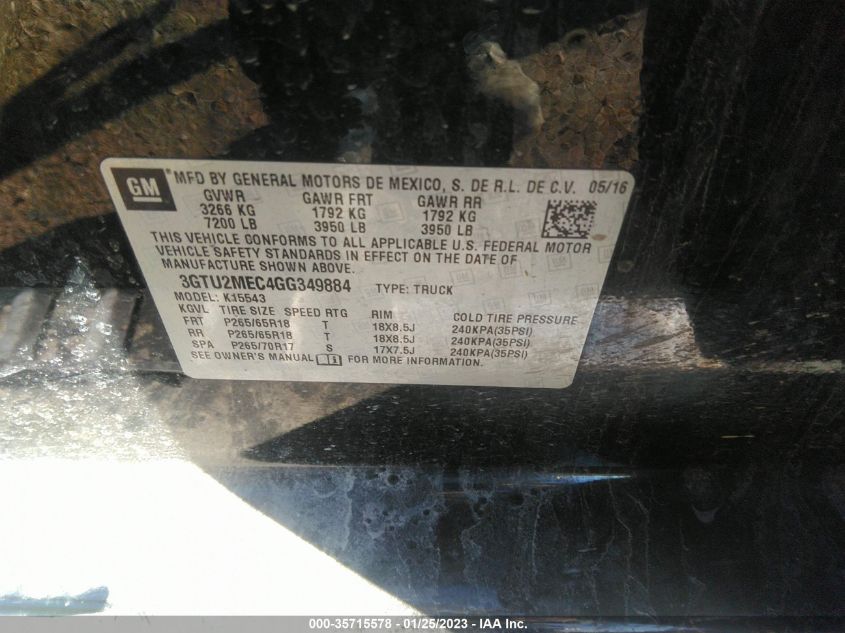 GM
MFD BY GENERAL MOTORS DE MEXICO, S. DE R.L. DE C.V. 05/16
GVWR GAWR FRT GAWR RR
3266 KG 1792 KG 1792 KG
7200 LB 3950 LB 3950 LB
THIS VEHICLE CONFORMS TO ALL APPLICABLE U.S. FEDERAL MOTOR
VEHICLE SAFETY STANDARDS IN EFFECT ON THE DATE OF
MANUFACTURE SHOWN ABOVE.
3GTU2MEC4GG349884 TYPE: TRUCK
MODEL: K15543
KGVL TIRE SIZE SPEED RTG RIM COLD TIRE PRESSURE
FRT P265/65R18 T 18X8.5J 240KPA(35PSI)
RR P265/65R18 T 18X8.5J 240KPA(35PSI)
SPA P265/70R17 S 17X7.5J 240KPA(35PSI)
SEE OWNER'S MANUAL FOR MORE INFORMATION.
000-35715578 - 01/25/2023 - IAA Inc.